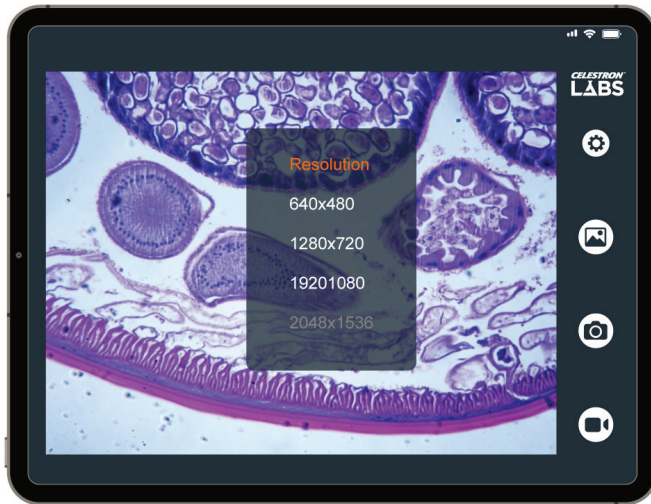 CELESTRON
LABS
Resolution
640x480
1280x720
19201080
2048x1536